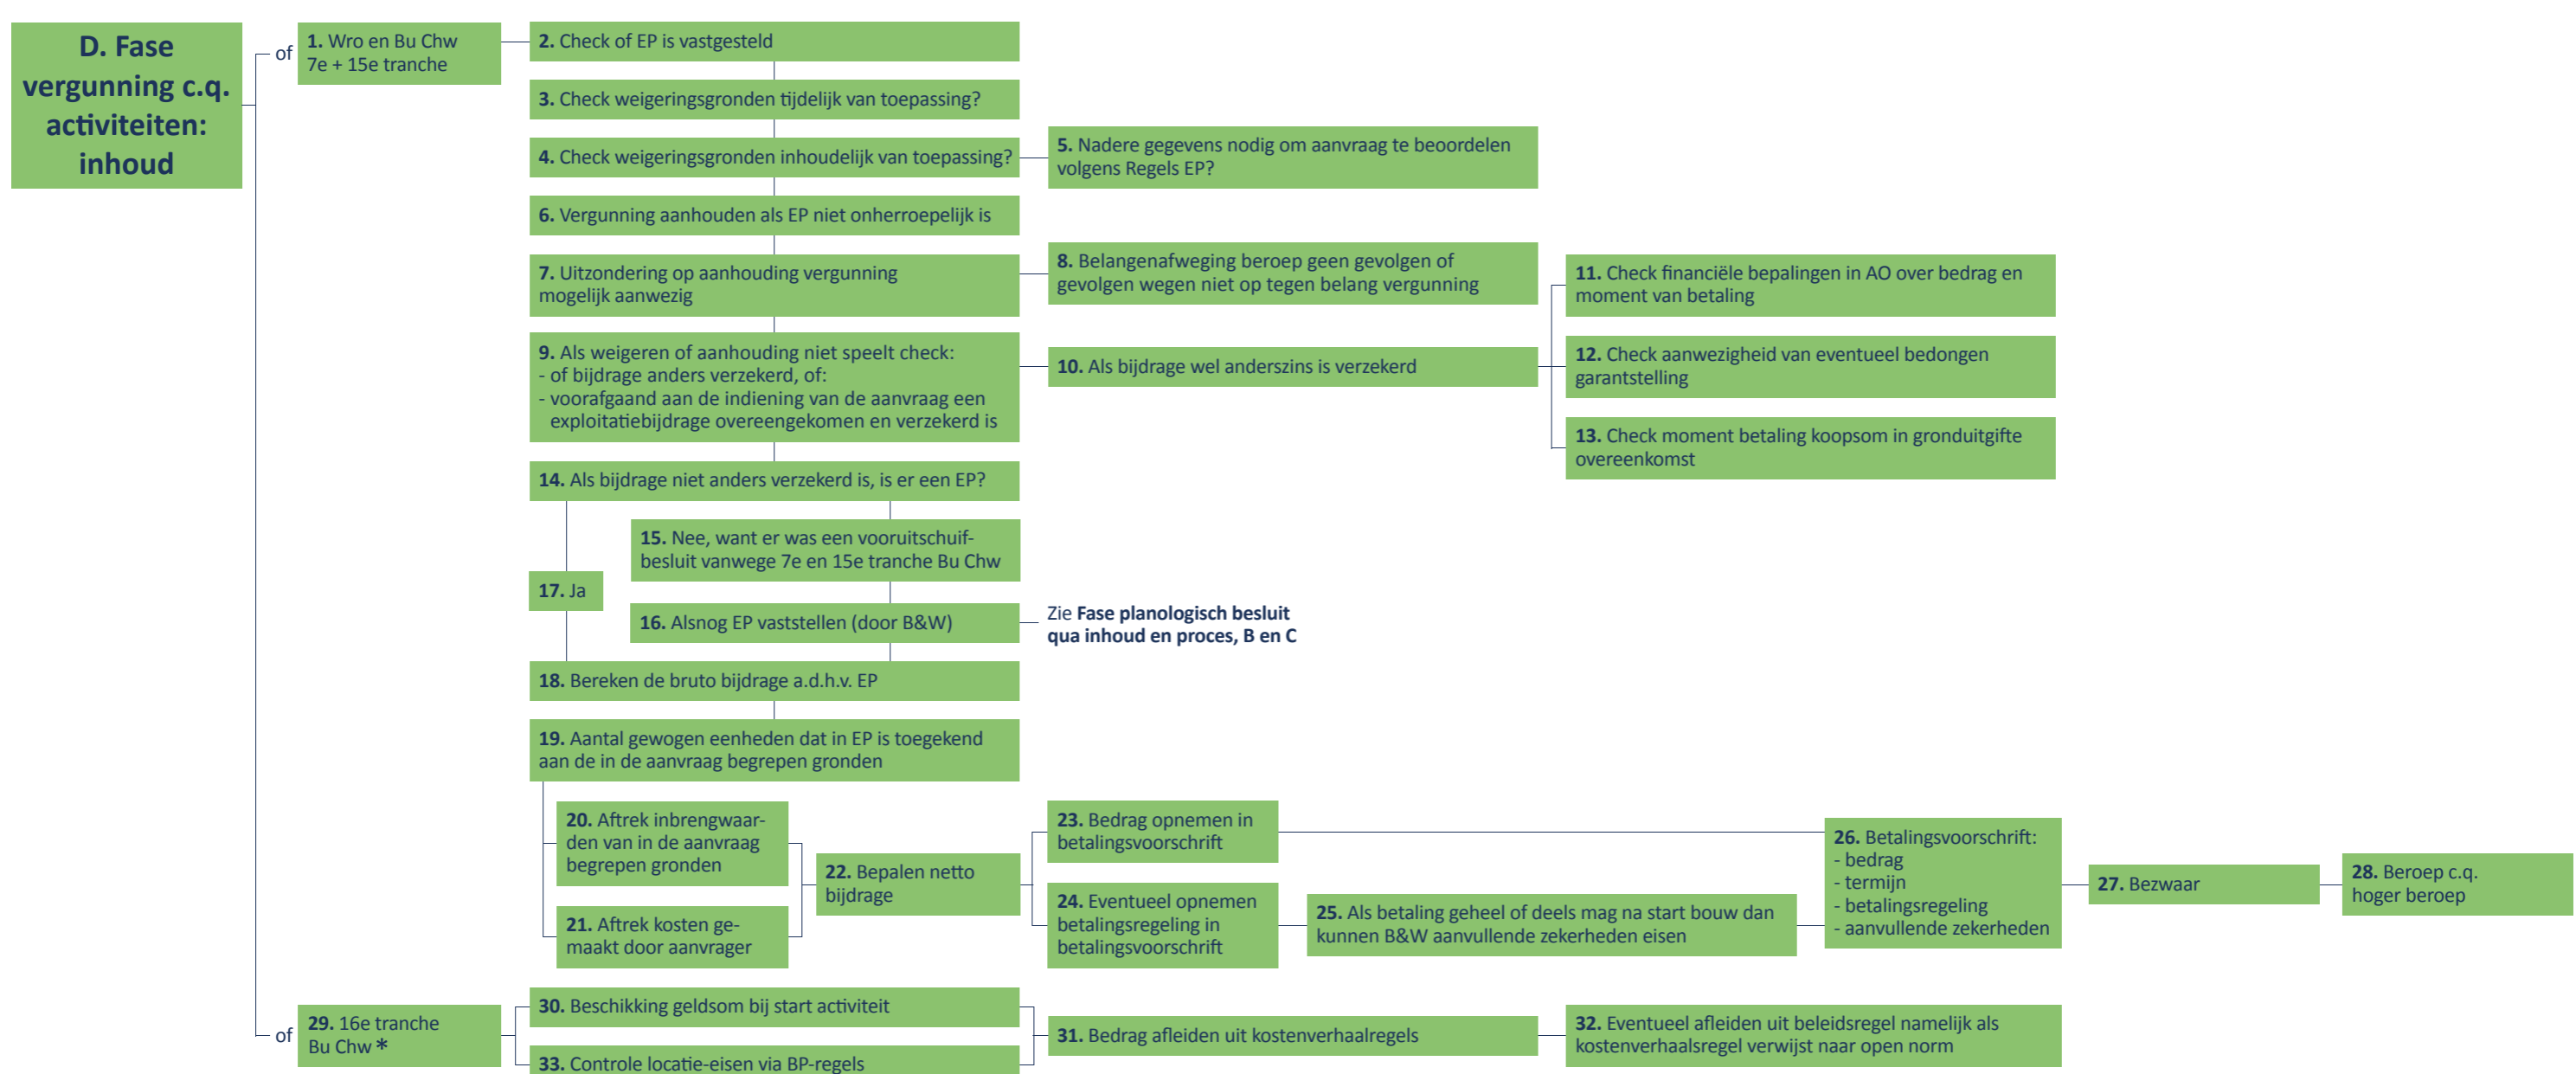 D. Fase
vergunning c.q.
activiteiten:
inhoud
of
1. Wro en Bu Chw
7e + 15e tranche
2. Check of EP is vastgesteld
3. Check weigeringsgronden tijdelijk van toepassing?
4. Check weigeringsgronden inhoudelijk van toepassing?
5. Nadere gegevens nodig om aanvraag te beoordelen
volgens Regels EP?
6. Vergunning aanhouden als EP niet onherroepelijk is
7. Uitzondering op aanhouding vergunning
mogelijk aanwezig
8. Belangenafweging beroep geen gevolgen of
gevolgen wegen niet op tegen belang vergunning
9. Als weigeren of aanhouding niet speelt check:
- of bijdrage anders verzekerd, of:
- voorafgaand aan de indiening van de aanvraag een
exploitatiebijdrage overeengekomen en verzekerd is
10. Als bijdrage wel anderszins is verzekerd
11. Check financiële bepalingen in AO over bedrag en
moment van betaling
12. Check aanwezigheid van eventueel bedongen
garantstelling
13. Check moment betaling koopsom in gronduitgifte
overeenkomst
14. Als bijdrage niet anders verzekerd is, is er een EP?
15. Nee, want er was een vooruitschuif-
besluit vanwege 7e en 15e tranche Bu Chw
17. Ja
16. Alsnog EP vaststellen (door B&W)
Zie Fase planologisch besluit
qua inhoud en proces, B en C
18. Bereken de bruto bijdrage a.d.h.v. EP
19. Aantal gewogen eenheden dat in EP is toegekend
aan de in de aanvraag begrepen gronden
20. Aftrek inbrengwaar-
den van in de aanvraag
begrepen gronden
21. Aftrek kosten ge-
maakt door aanvrager
22. Bepalen netto
bijdrage
23. Bedrag opnemen in
betalingsvoorschrift
24. Eventueel opnemen
betalingsregeling in
betalingsvoorschrift
25. Als betaling geheel of deels mag na start bouw dan
kunnen B&W aanvullende zekerheden eisen
26. Betalingsvoorschrift:
- bedrag
- termijn
- betalingsregeling
- aanvullende zekerheden
27. Bezwaar
28. Beroep c.q.
hoger beroep
of
29. 16e tranche
Bu Chw *
30. Beschikking geldsom bij start activiteit
31. Bedrag afleiden uit kostenverhaalregels
32. Eventueel afleiden uit beleidsregel namelijk als
kostenverhaalsregel verwijst naar open norm
33. Controle locatie-eisen via BP-regels